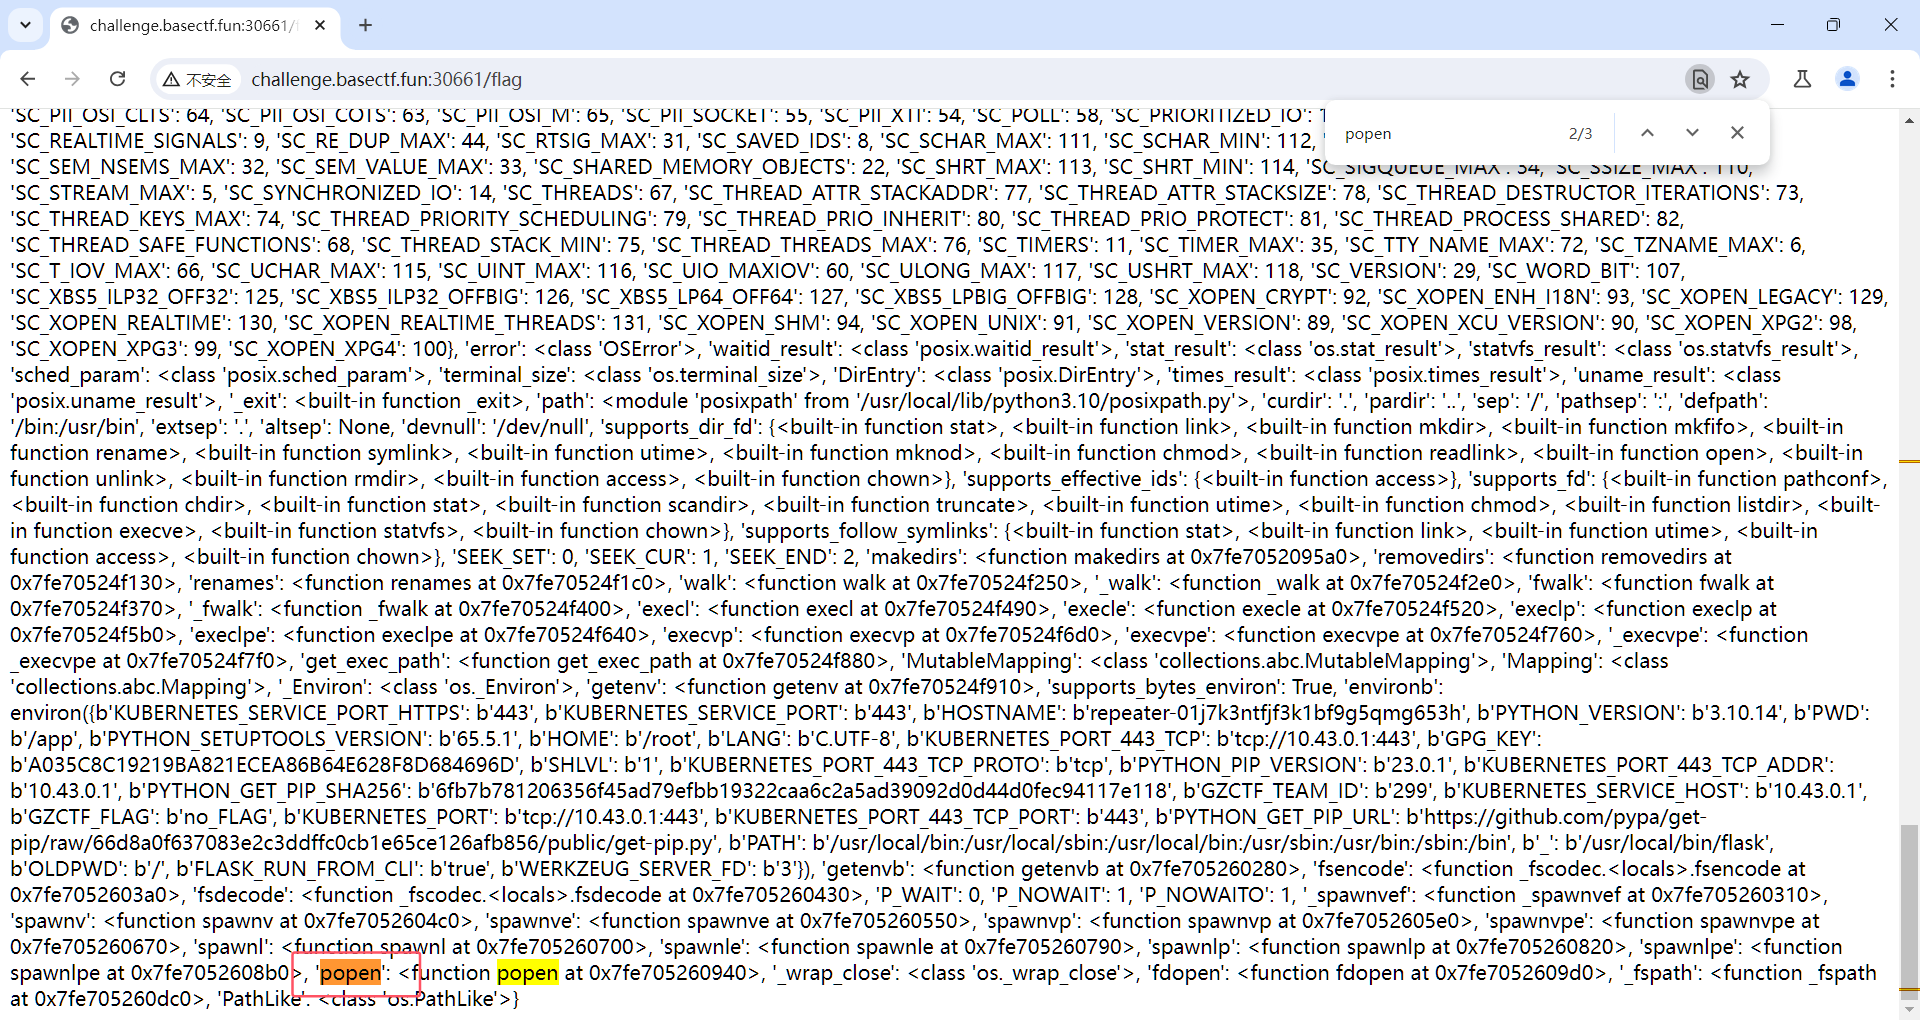 challenge.basectf.fun:30661/f
不安全
challenge.basectf.fun:30661/flag
popen
2/3
'SC_PII_OSI_CLTS': 64, 'SC_PII_OSI_COTS': 63, 'SC_PII_OSI_M': 65, 'SC_PII_SOCKET': 55, 'SC_PII_XTI': 54, 'SC_POLL': 58, 'SC_PRIORITIZED_IO':
'SC_REALTIME_SIGNALS': 9, 'SC_RE_DUP_MAX': 44, 'SC_RTSIG_MAX': 31, 'SC_SAVED_IDS': 8, 'SC_SCHAR_MAX': 111, 'SC_SCHAR_MIN': 112,
'SC_SEM_NSEMS_MAX': 32, 'SC_SEM_VALUE_MAX': 33, 'SC_SHARED_MEMORY_OBJECTS': 22, 'SC_SHRT_MAX': 113, 'SC_SHRT_MIN': 114, 'SC_SIGQUEUE_MAX': 34, 'SC_SSIZE_MAX': 110,
'SC_STREAM_MAX': 5, 'SC_SYNCHRONIZED_IO': 14, 'SC_THREADS': 67, 'SC_THREAD_ATTR_STACKADDR': 77, 'SC_THREAD_ATTR_STACKSIZE': 78, 'SC_THREAD_DESTRUCTOR_ITERATIONS': 73,
'SC_THREAD_KEYS_MAX': 74, 'SC_THREAD_PRIORITY_SCHEDULING': 79, 'SC_THREAD_PRIO_INHERIT': 80, 'SC_THREAD_PRIO_PROTECT': 81, 'SC_THREAD_PROCESS_SHARED': 82,
'SC_THREAD_SAFE_FUNCTIONS': 68, 'SC_THREAD_STACK_MIN': 75, 'SC_THREAD_THREADS_MAX': 76, 'SC_TIMERS': 11, 'SC_TIMER_MAX': 35, 'SC_TTY_NAME_MAX': 72, 'SC_TZNAME_MAX': 6,
'SC_T_IOV_MAX': 66, 'SC_UCHAR_MAX': 115, 'SC_UINT_MAX': 116, 'SC_UIO_MAXIOV': 60, 'SC_ULONG_MAX': 117, 'SC_USHRT_MAX': 118, 'SC_VERSION': 29, 'SC_WORD_BIT': 107,
'SC_XBS5_ILP32_OFF32': 125, 'SC_XBS5_ILP32_OFFBIG': 126, 'SC_XBS5_LP64_OFF64': 127, 'SC_XBS5_LPBIG_OFFBIG': 128, 'SC_XOPEN_CRYPT': 92, 'SC_XOPEN_ENH_I18N': 93, 'SC_XOPEN_LEGACY': 129,
'SC_XOPEN_REALTIME': 130, 'SC_XOPEN_REALTIME_THREADS': 131, 'SC_XOPEN_SHM': 94, 'SC_XOPEN_UNIX': 91, 'SC_XOPEN_VERSION': 89, 'SC_XOPEN_XCU_VERSION': 90, 'SC_XOPEN_XPG2': 98,
'SC_XOPEN_XPG3': 99, 'SC_XOPEN_XPG4': 100}, 'error': <class 'OSError'>, 'waitid_result': <class 'posix.waitid_result'>, 'stat_result': <class 'os.stat_result'>, 'statvfs_result': <class 'os.statvfs_result'>,
'sched_param': <class 'posix.sched_param'>, 'terminal_size': <class 'os.terminal_size'>, 'DirEntry': <class 'posix.DirEntry'>, 'times_result': <class 'posix.times_result'>, 'uname_result': <class
'posix.uname_result'>, '_exit': <built-in function _exit>, 'path': <module 'posixpath' from '/usr/local/lib/python3.10/posixpath.py'>, 'curdir': '.', 'pardir': '..', 'sep': '/', 'pathsep': ':', 'defpath':
'/bin:/usr/bin', 'extsep': '.', 'altsep': None, 'devnull': '/dev/null', 'supports_dir_fd': {<built-in function stat>, <built-in function link>, <built-in function mkdir>, <built-in function mkfifo>, <built-in
function rename>, <built-in function symlink>, <built-in function utime>, <built-in function mknod>, <built-in function chmod>, <built-in function readlink>, <built-in function open>, <built-in
function unlink>, <built-in function rmdir>, <built-in function access>, <built-in function chown>}, 'supports_effective_ids': {<built-in function access>}, 'supports_fd': {<built-in function pathconf>,
<built-in function chdir>, <built-in function stat>, <built-in function scandir>, <built-in function truncate>, <built-in function utime>, <built-in function chmod>, <built-in function listdir>, <built-
in function execve>, <built-in function statvfs>, <built-in function chown>}, 'supports_follow_symlinks': {<built-in function stat>, <built-in function link>, <built-in function utime>, <built-in
function access>, <built-in function chown>}, 'SEEK_SET': 0, 'SEEK_CUR': 1, 'SEEK_END': 2, 'makedirs': <function makedirs at 0x7fe7052095a0>, 'removedirs': <function removedirs at
0x7fe70524f130>, 'renames': <function renames at 0x7fe70524f1c0>, 'walk': <function walk at 0x7fe70524f250>, '_walk': <function _walk at 0x7fe70524f2e0>, 'fwalk': <function fwalk at
0x7fe70524f370>, '_fwalk': <function _fwalk at 0x7fe70524f400>, 'execl': <function execl at 0x7fe70524f490>, 'execle': <function execle at 0x7fe70524f520>, 'execlp': <function execlp at
0x7fe70524f5b0>, 'execlpe': <function execlpe at 0x7fe70524f640>, 'execvp': <function execvp at 0x7fe70524f6d0>, 'execvpe': <function execvpe at 0x7fe70524f760>, '_execvpe': <function
_execvpe at 0x7fe70524f7f0>, 'get_exec_path': <function get_exec_path at 0x7fe70524f880>, 'MutableMapping': <class 'collections.abc.MutableMapping'>, 'Mapping': <class
'collections.abc.Mapping'>, '_Environ': <class 'os._Environ'>, 'getenv': <function getenv at 0x7fe70524f910>, 'supports_bytes_environ': True, 'environb':
environ({b'KUBERNETES_SERVICE_PORT_HTTPS': b'443', b'KUBERNETES_SERVICE_PORT': b'443', b'HOSTNAME': b'repeater-01j7k3ntfjf3k1bf9g5qmg653h', b'PYTHON_VERSION': b'3.10.14', b'PWD':
b'/app', b'PYTHON_SETUPTOOLS_VERSION': b'65.5.1', b'HOME': b'/root', b'LANG': b'C.UTF-8', b'KUBERNETES_PORT_443_TCP': b'tcp://10.43.0.1:443', b'GPG_KEY':
b'A035C8C19219BA821ECEA86B64E628F8D684696D', b'SHLVL': b'1', b'KUBERNETES_PORT_443_TCP_PROTO': b'tcp', b'PYTHON_PIP_VERSION': b'23.0.1', b'KUBERNETES_PORT_443_TCP_ADDR':
b'10.43.0.1', b'PYTHON_GET_PIP_SHA256': b'6fb7b781206356f45ad79efbb19322caa6c2a5ad39092d0d44d0fec94117e118', b'GZCTF_TEAM_ID': b'299', b'KUBERNETES_SERVICE_HOST': b'10.43.0.1',
b'GZCTF_FLAG': b'no_FLAG', b'KUBERNETES_PORT': b'tcp://10.43.0.1:443', b'KUBERNETES_PORT_443_TCP_PORT': b'443', b'PYTHON_GET_PIP_URL': b'https://github.com/pypa/get-
pip/raw/66d8a0f637083e2c3ddffc0cb1e65ce126afb856/public/get-pip.py', b'PATH': b'/usr/local/bin:/usr/local/sbin:/usr/local/bin:/usr/sbin:/usr/bin:/sbin:/bin', b'_': b'/usr/local/bin/flask',
b'OLDPWD': b'/', b'FLASK_RUN_FROM_CLI': b'true', b'WERKZEUG_SERVER_FD': b'3'}), 'getenvb': <function getenvb at 0x7fe705260280>, 'fsencode': <function _fscodec.<locals>.fsencode at
0x7fe7052603a0>, 'fsdecode': <function _fscodec.<locals>.fsdecode at 0x7fe705260430>, 'P_WAIT': 0, 'P_NOWAIT': 1, 'P_NOWAITO': 1, '_spawnvef': <function _spawnvef at 0x7fe705260310>,
'spawnv': <function spawnv at 0x7fe7052604c0>, 'spawnve': <function spawnve at 0x7fe705260550>, 'spawnvp': <function spawnvp at 0x7fe7052605e0>, 'spawnvpe': <function spawnvpe at
0x7fe705260670>, 'spawnl': <function spawnl at 0x7fe705260700>, 'spawnle': <function spawnle at 0x7fe705260790>, 'spawnlp': <function spawnlp at 0x7fe705260820>, 'spawnlpe': <function
spawnlpe at 0x7fe7052608b0>, 'popen': <function popen at 0x7fe705260940>, '_wrap_close': <class 'os._wrap_close'>, 'fdopen': <function fdopen at 0x7fe7052609d0>, '_fspath': <function _fspath
at 0x7fe705260dc0>, 'PathLike': <class 'os.PathLike'>}